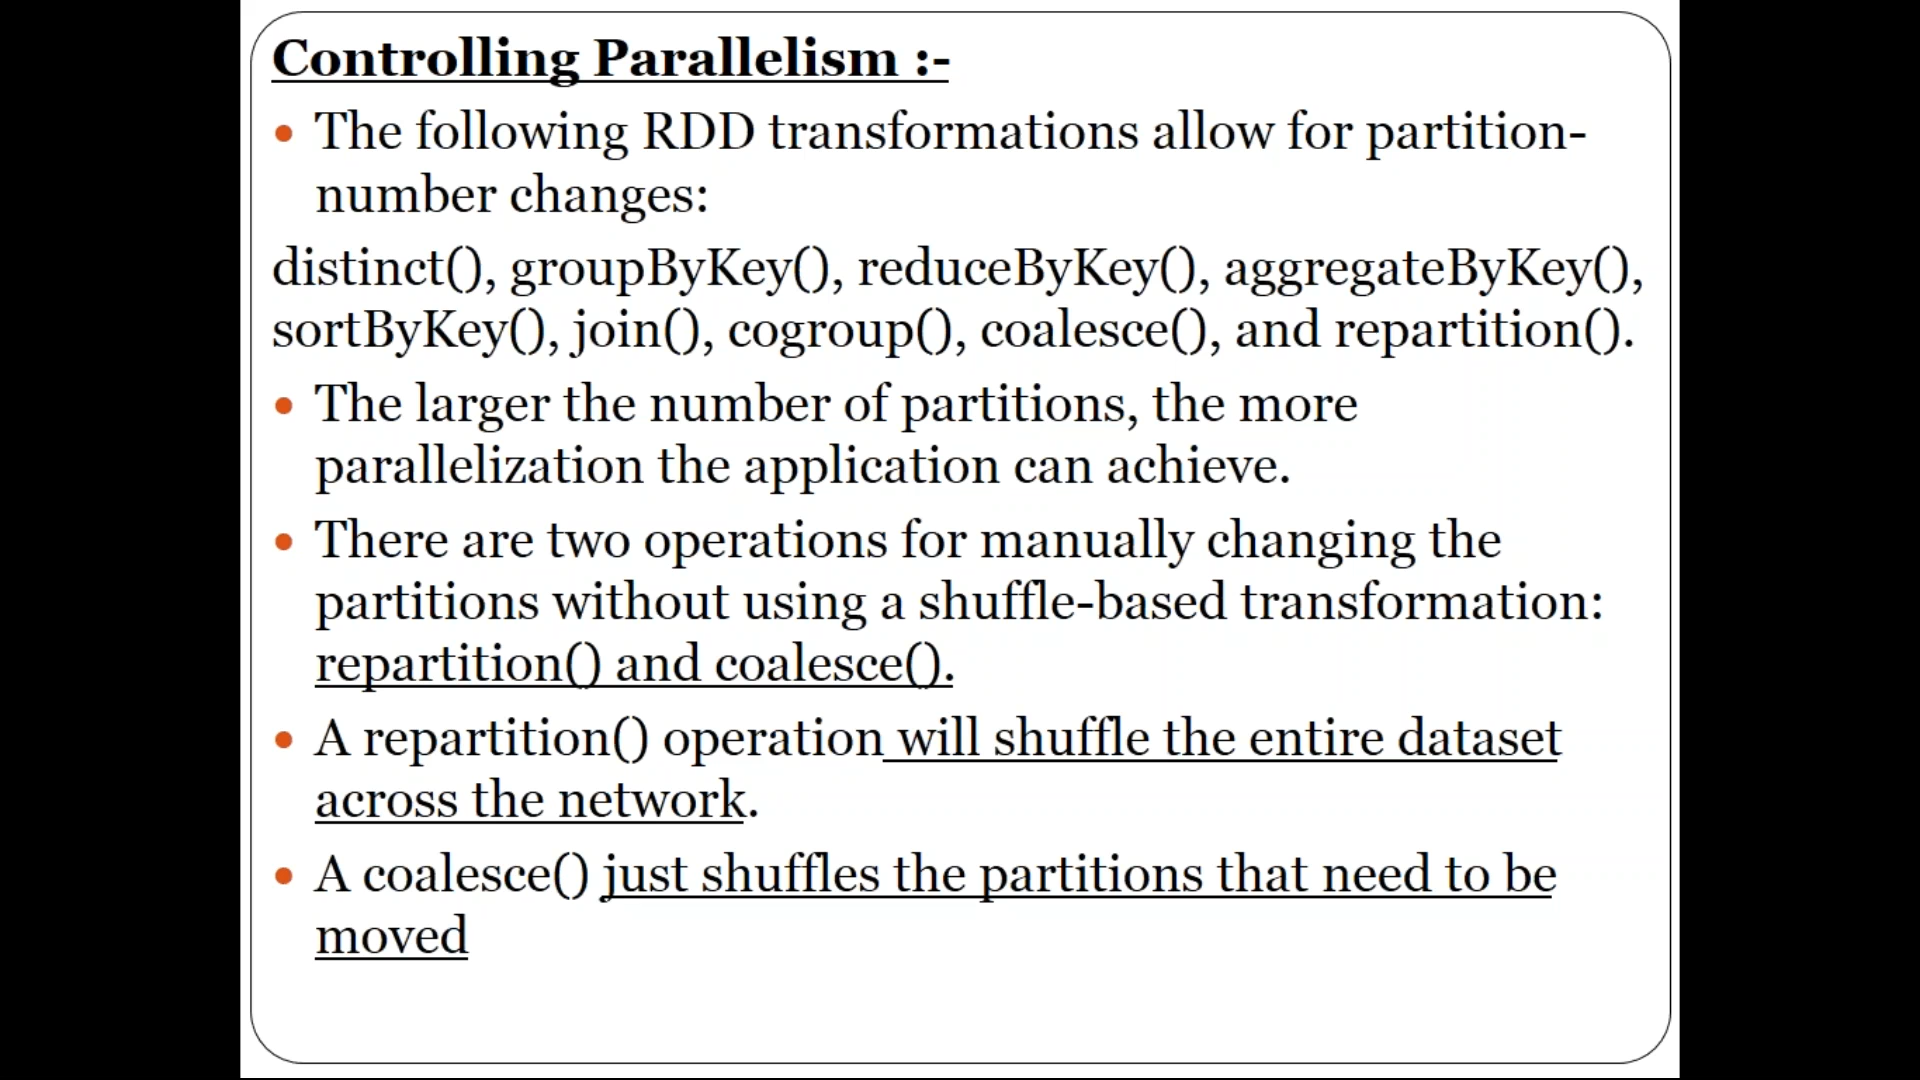 Controlling Parallelism :-
• The following RDD transformations allow for partition-
number changes:
distinct(), groupByKey(), reduceByKey(), aggregateByKey(),
sortByKey(), join(), cogroup(), coalesce(), and repartition().
• The larger the number of partitions, the more
parallelization the application can achieve.
• There are two operations for manually changing the
partitions without using a shuffle-based transformation:
repartition() and coalesce().
• A repartition() operation will shuffle the entire dataset
across the network.
• A coalesce() just shuffles the partitions that need to be
moved